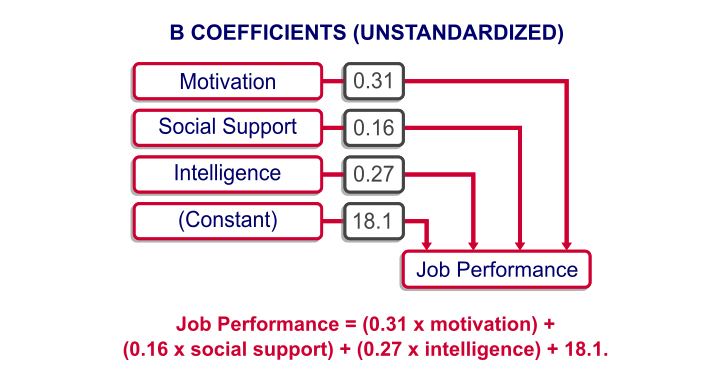 B COEFFICIENTS (UNSTANDARDIZED)
Motivation 0.31
Social Support 0.16
Intelligence 0.27
(Constant) 18.1
Job Performance
Job Performance = (0.31 x motivation) +
(0.16 x social support) + (0.27 x intelligence) + 18.1.